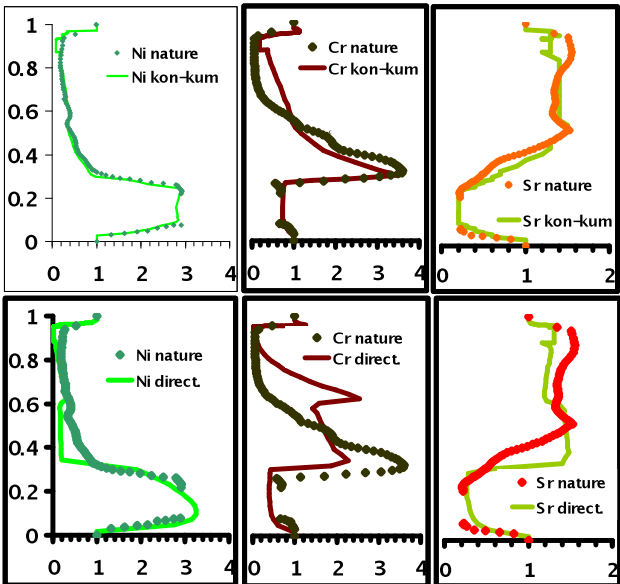 1
Ni nature
Ni kon-kum
0.8
0.6
0.4
0.2
0
0 1 2 3 4
Cr nature
Cr kon-kum
0 1 2 3 4
Sr nature
Sr kon-kum
0 1 2
1
Ni nature
Ni direct.
0.8
0.6
0.4
0.2
0
0 1 2 3 4
Cr nature
Cr direct.
0 1 2 3 4
Sr nature
Sr direct.
0 1 2